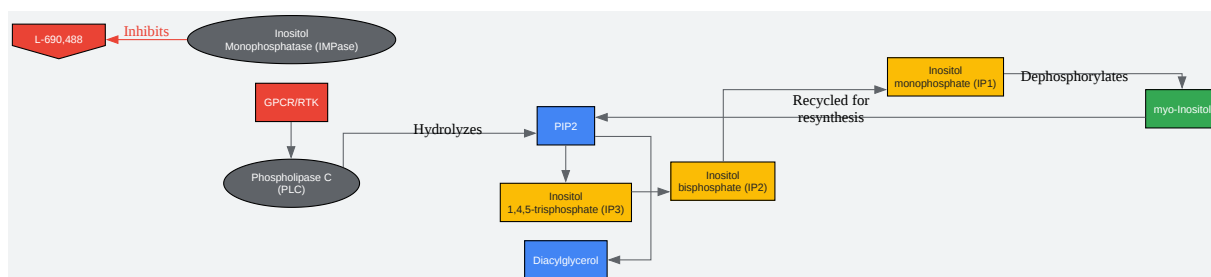 L-690,488
Inhibits
Inositol
Monophosphatase (IMPase)
GPCR/RTK
Phospholipase C
(PLC)
Hydrolyzes
PIP2
Inositol
1,4,5-trisphosphate (IP3)
Diacylglycerol
Inositol
bisphosphate (IP2)
Recycled for
resynthesis
Inositol
monophosphate (IP1)
Dephosphorylates
myo-Inositol